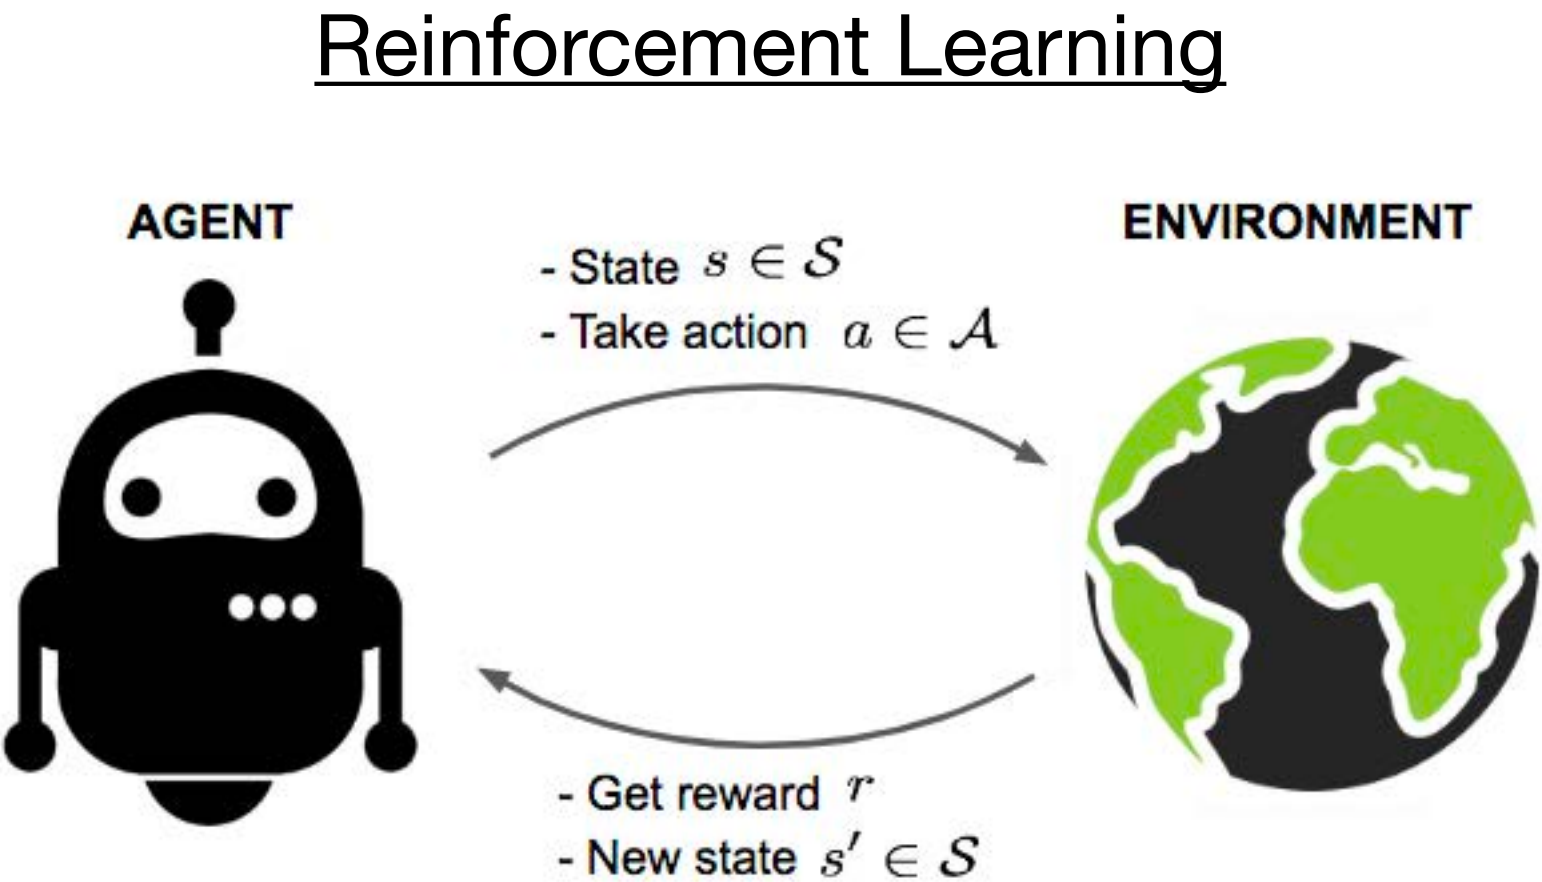 Reinforcement Learning
AGENT
ENVIRONMENT
- State s ∈ 𝒮
- Take action a ∈ 𝒜
- Get reward r
- New state s′ ∈ 𝒮